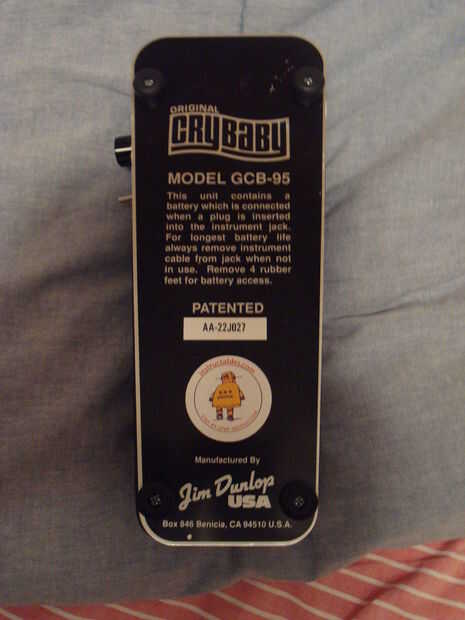 ORIGINAL
CRYBABY
MODEL GCB-95
This unit contains a
battery which is connected
when a plug is inserted
into the instrument jack.
For longest battery life
always remove instrument
cable from jack when not
in use. Remove 4 rubber
feet for battery access.
PATENTED
AA-22J027
instructables.com
Manufactured By
Jim Dunlop
USA
Box 846 Benicia, CA 94510 U.S.A.